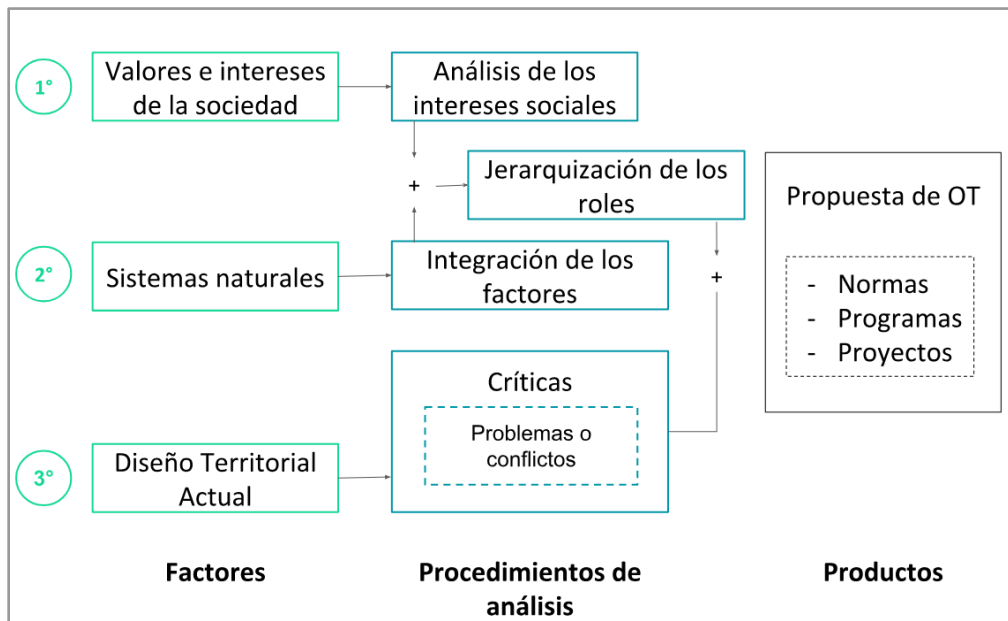 1°
Valores e intereses
de la sociedad
Análisis de los
intereses sociales
+
Jerarquización de los
roles
2°
Sistemas naturales
Integración de los
factores
+
Propuesta de OT
- Normas
- Programas
- Proyectos
3°
Diseño Territorial
Actual
Críticas
Problemas o
conflictos
Factores
Procedimientos de
análisis
Productos